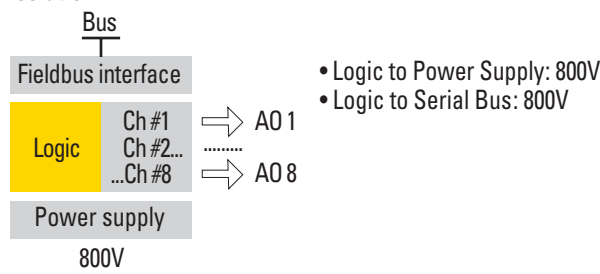 Bus
Fieldbus interface
• Logic to Power Supply: 800V
• Logic to Serial Bus: 800V
Logic
Ch #1
AO 1
Ch #2...
.........
...Ch #8
AO 8
Power supply
800V